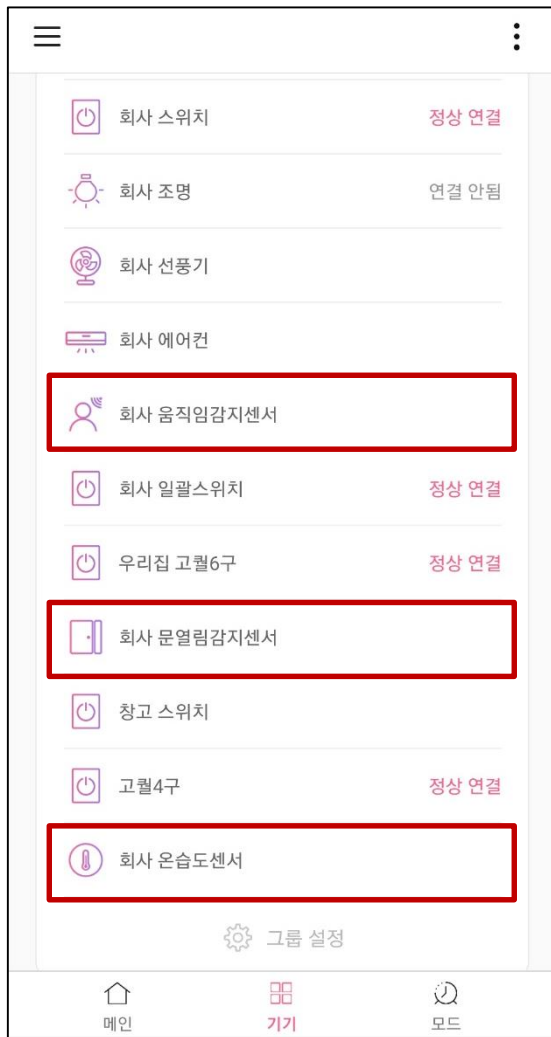 회사 스위치 정상 연결
회사 조명 연결 안됨
회사 선풍기
회사 에어컨
회사 움직임감지센서
회사 일괄스위치 정상 연결
우리집 고퀄6구 정상 연결
회사 문열림감지센서
창고 스위치
고퀄4구 정상 연결
회사 온습도센서
그룹 설정
메인 기기 모드